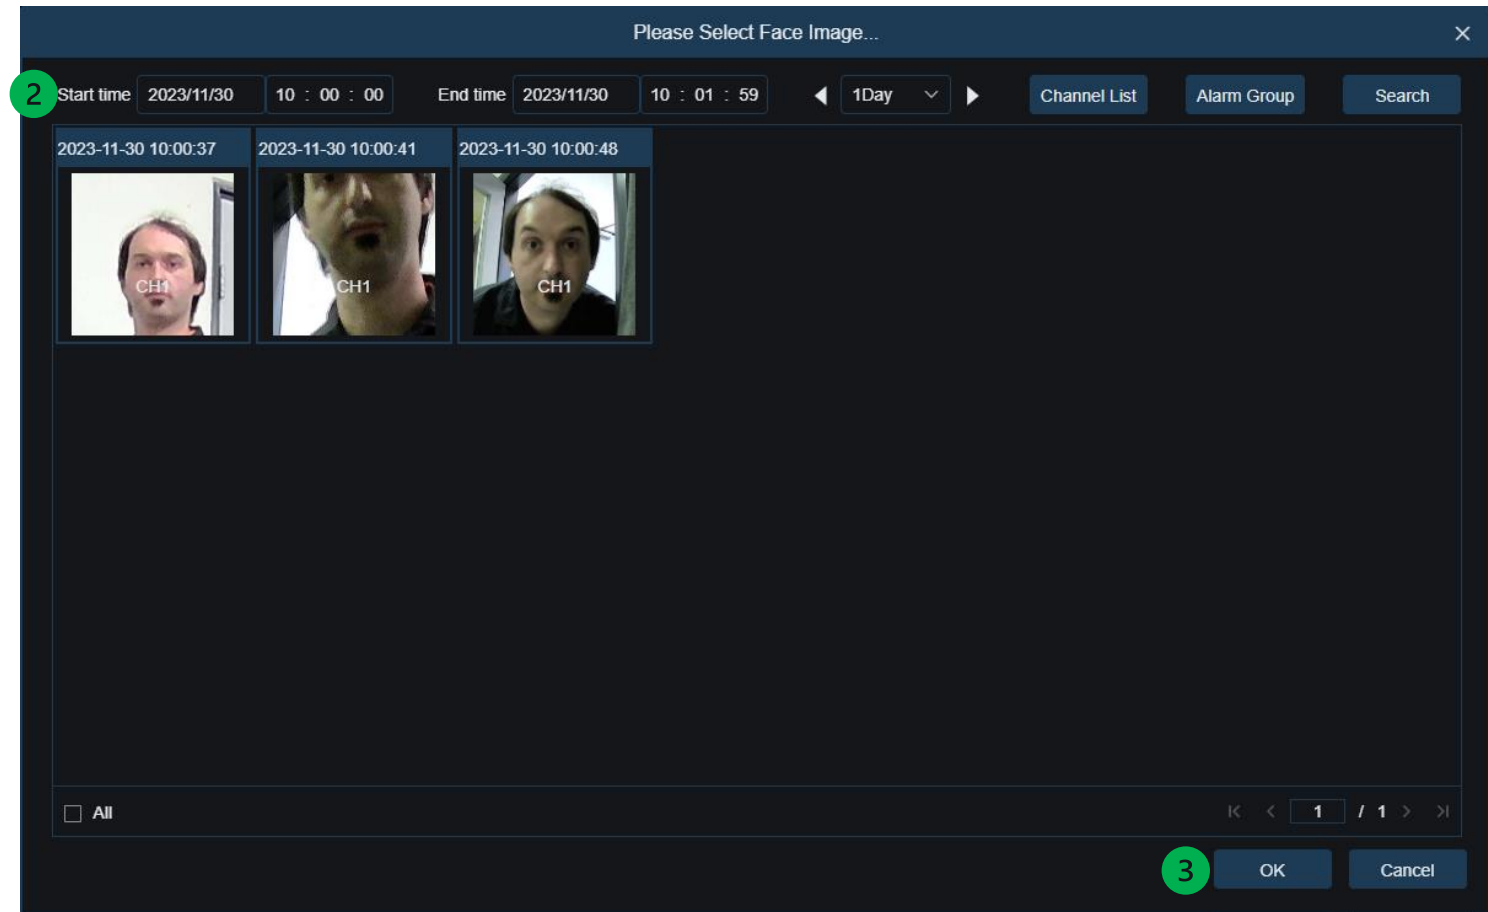 Please Select Face Image...
2 Start time 2023/11/30 10 : 00 : 00 End time 2023/11/30 10 : 01 : 59 1Day Channel List Alarm Group Search
2023-11-30 10:00:37 2023-11-30 10:00:41 2023-11-30 10:00:48
CH1 CH1 CH1
All 1 / 1
3 OK Cancel